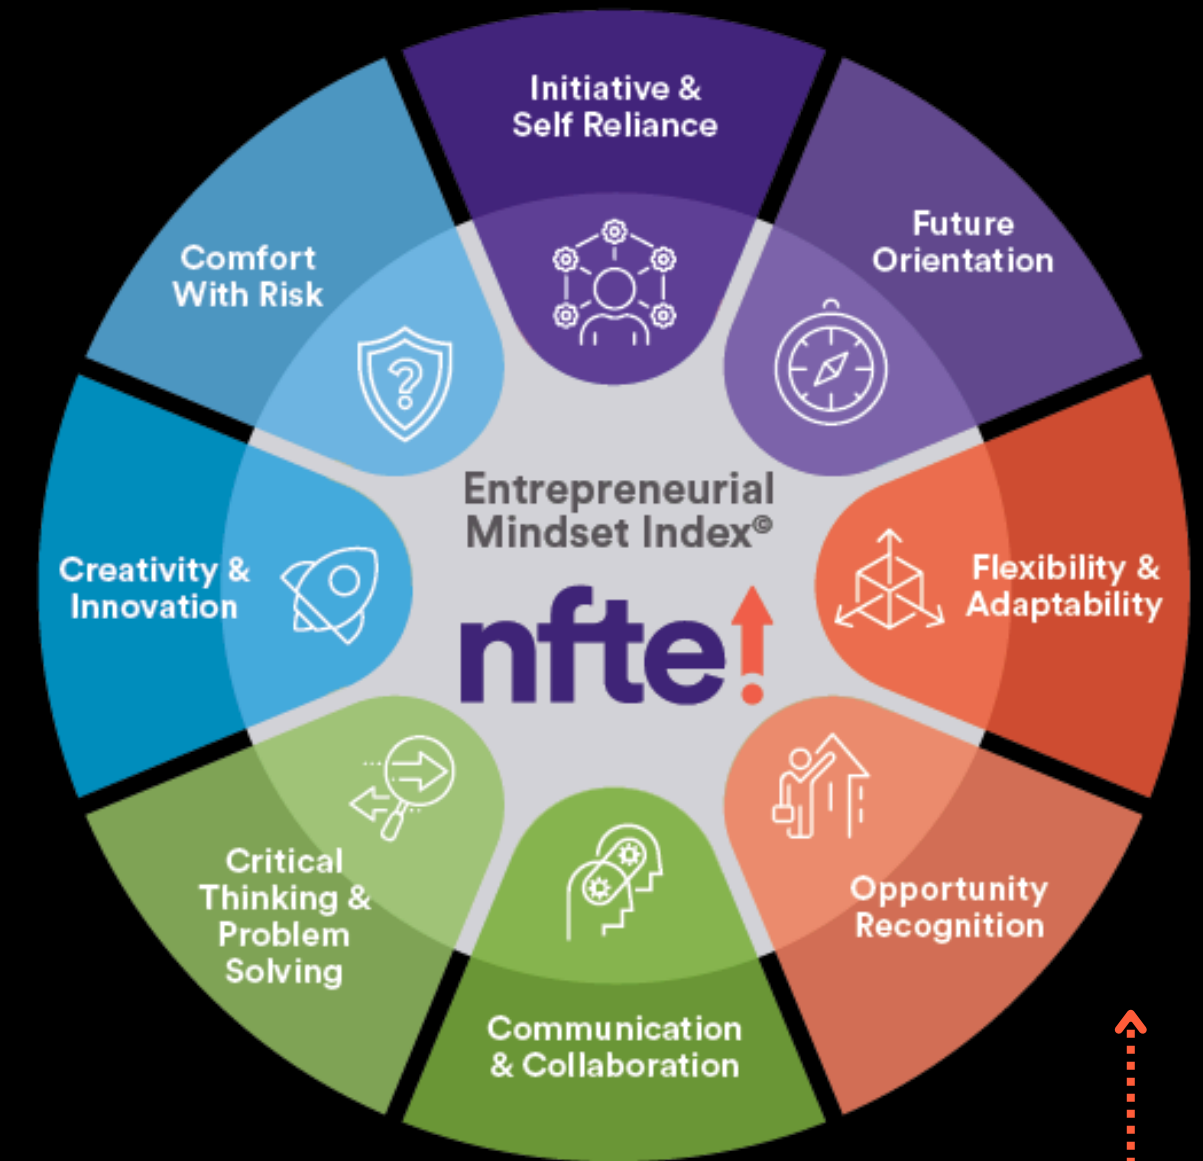 Initiative &
Self Reliance
Future
Orientation
Flexibility &
Adaptability
Opportunity
Recognition
Communication
& Collaboration
Critical
Thinking &
Problem
Solving
Creativity &
Innovation
Comfort
With Risk
?
Entrepreneurial
Mindset Index©
nfte!